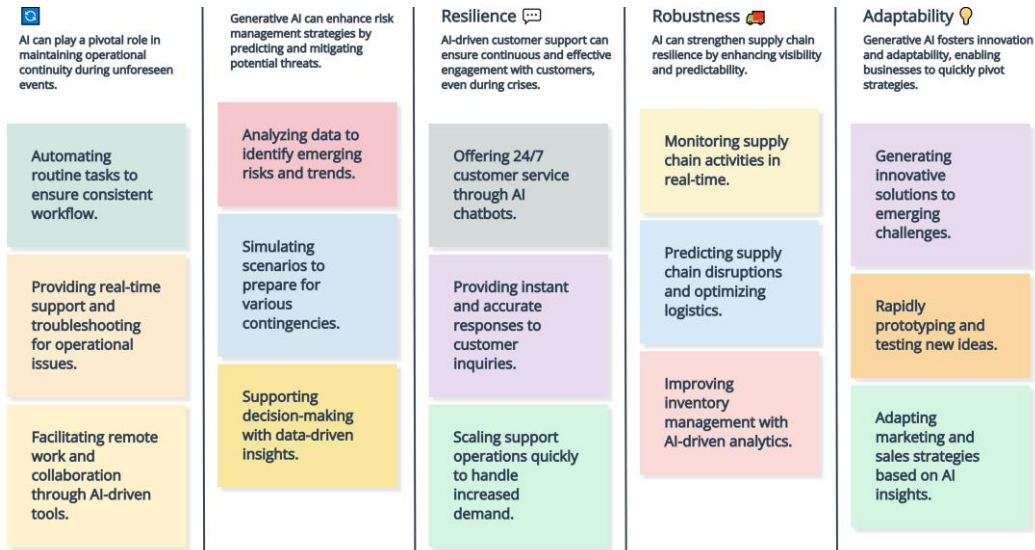 AI can play a pivotal role in
maintaining operational
continuity during unforeseen
events.
Automating
routine tasks to
ensure consistent
workflow.
Providing real-time
support and
troubleshooting
for operational
issues.
Facilitating remote
work and
collaboration
through AI-driven
tools.
Generative AI can enhance risk
management strategies by
predicting and mitigating
potential threats.
Analyzing data to
identify emerging
risks and trends.
Simulating
scenarios to
prepare for
various
contingencies.
Supporting
decision-making
with data-driven
insights.
Resilience 💬
AI-driven customer support can
ensure continuous and effective
engagement with customers,
even during crises.
Offering 24/7
customer service
through AI
chatbots.
Providing instant
and accurate
responses to
customer
inquiries.
Scaling support
operations quickly
to handle
increased
demand.
Robustness 🚚
AI can strengthen supply chain
resilience by enhancing visibility
and predictability.
Monitoring supply
chain activities in
real-time.
Predicting supply
chain disruptions
and optimizing
logistics.
Improving
inventory
management with
AI-driven analytics.
Adaptability 💡
Generative AI fosters innovation
and adaptability, enabling
businesses to quickly pivot
strategies.
Generating
innovative
solutions to
emerging
challenges.
Rapidly
prototyping and
testing new ideas.
Adapting
marketing and
sales strategies
based on AI
insights.